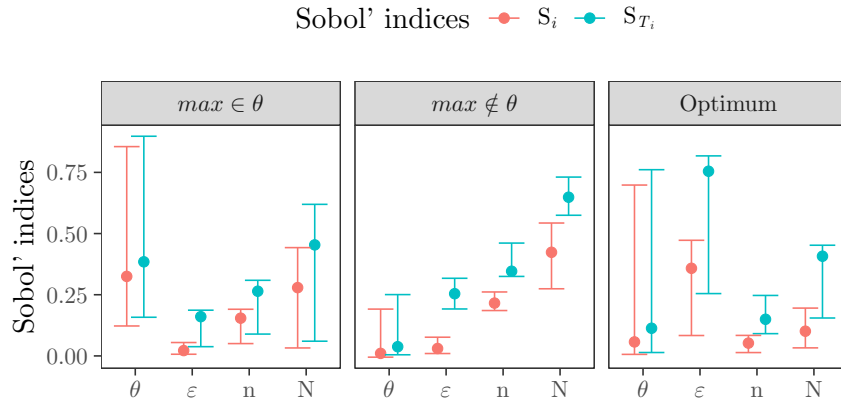 Sobol' indices S_i S_{T_i}
max ∈ θ max ∉ θ Optimum
Sobol' indices
0.75
0.50
0.25
0.00
θ ε n N θ ε n N θ ε n N